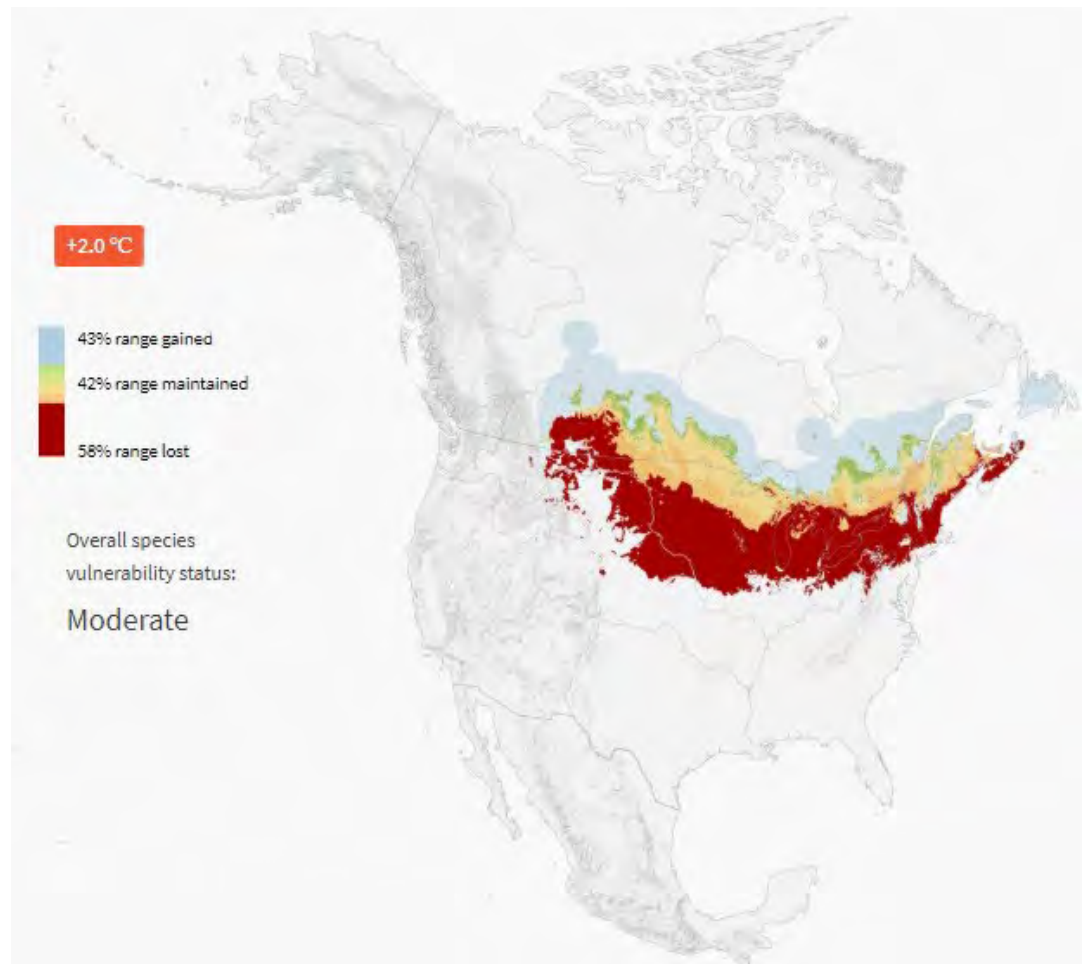 +2.0 °C
43% range gained
42% range maintained
58% range lost
Overall species
vulnerability status:
Moderate